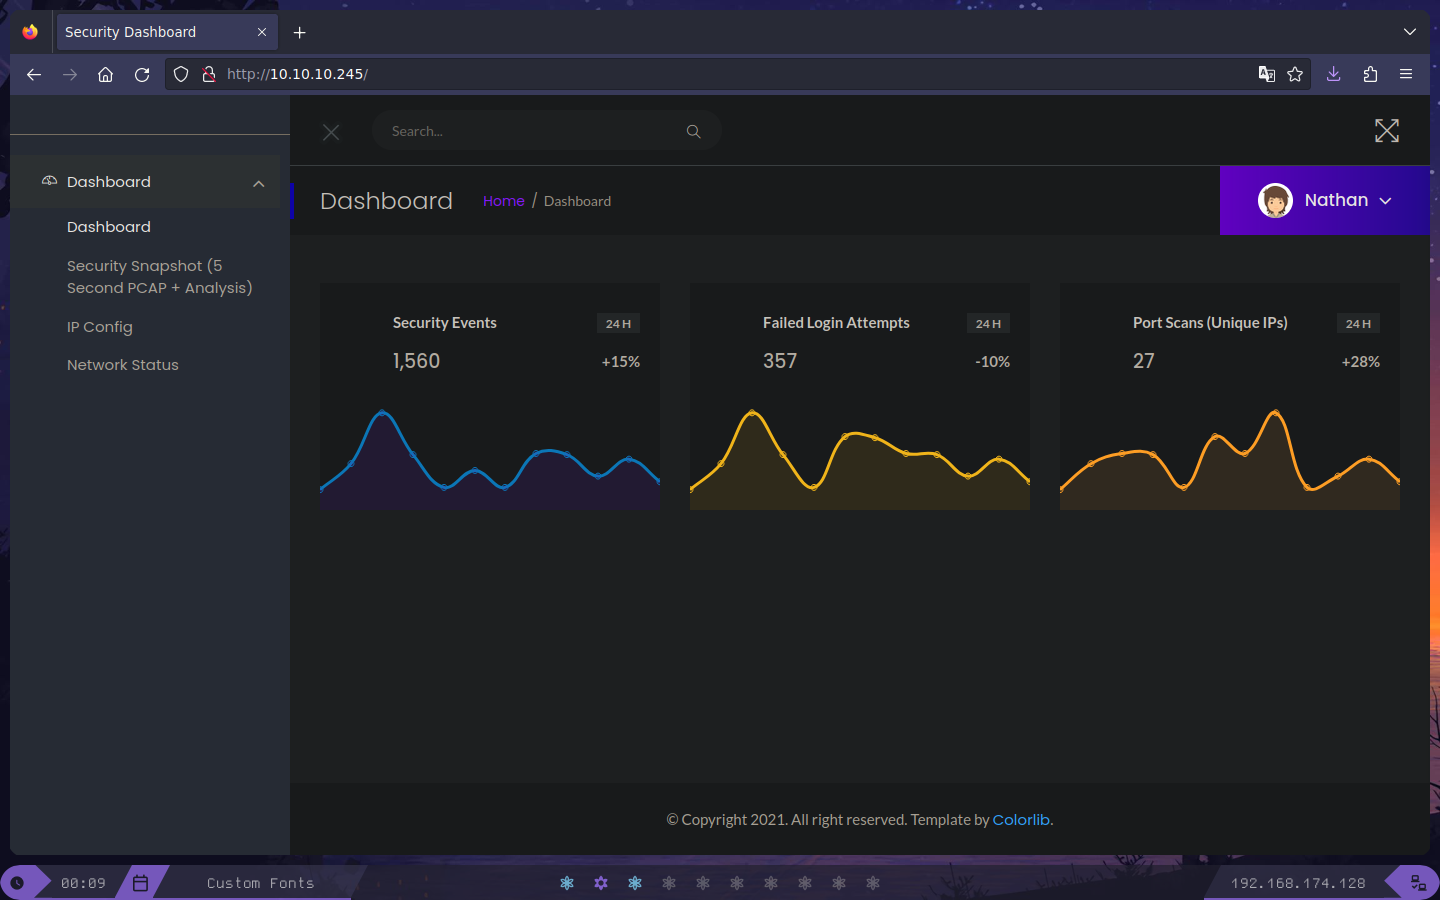 Security Dashboard
http://10.10.10.245/
Search...
Dashboard
Dashboard
Security Snapshot (5
Second PCAP + Analysis)
IP Config
Network Status
Dashboard
Home / Dashboard
Nathan
Security Events
24 H
1,560
+15%
Failed Login Attempts
24 H
357
-10%
Port Scans (Unique IPs)
24 H
27
+28%
© Copyright 2021. All right reserved. Template by Colorlib.
00:09
Custom Fonts
192.168.174.128